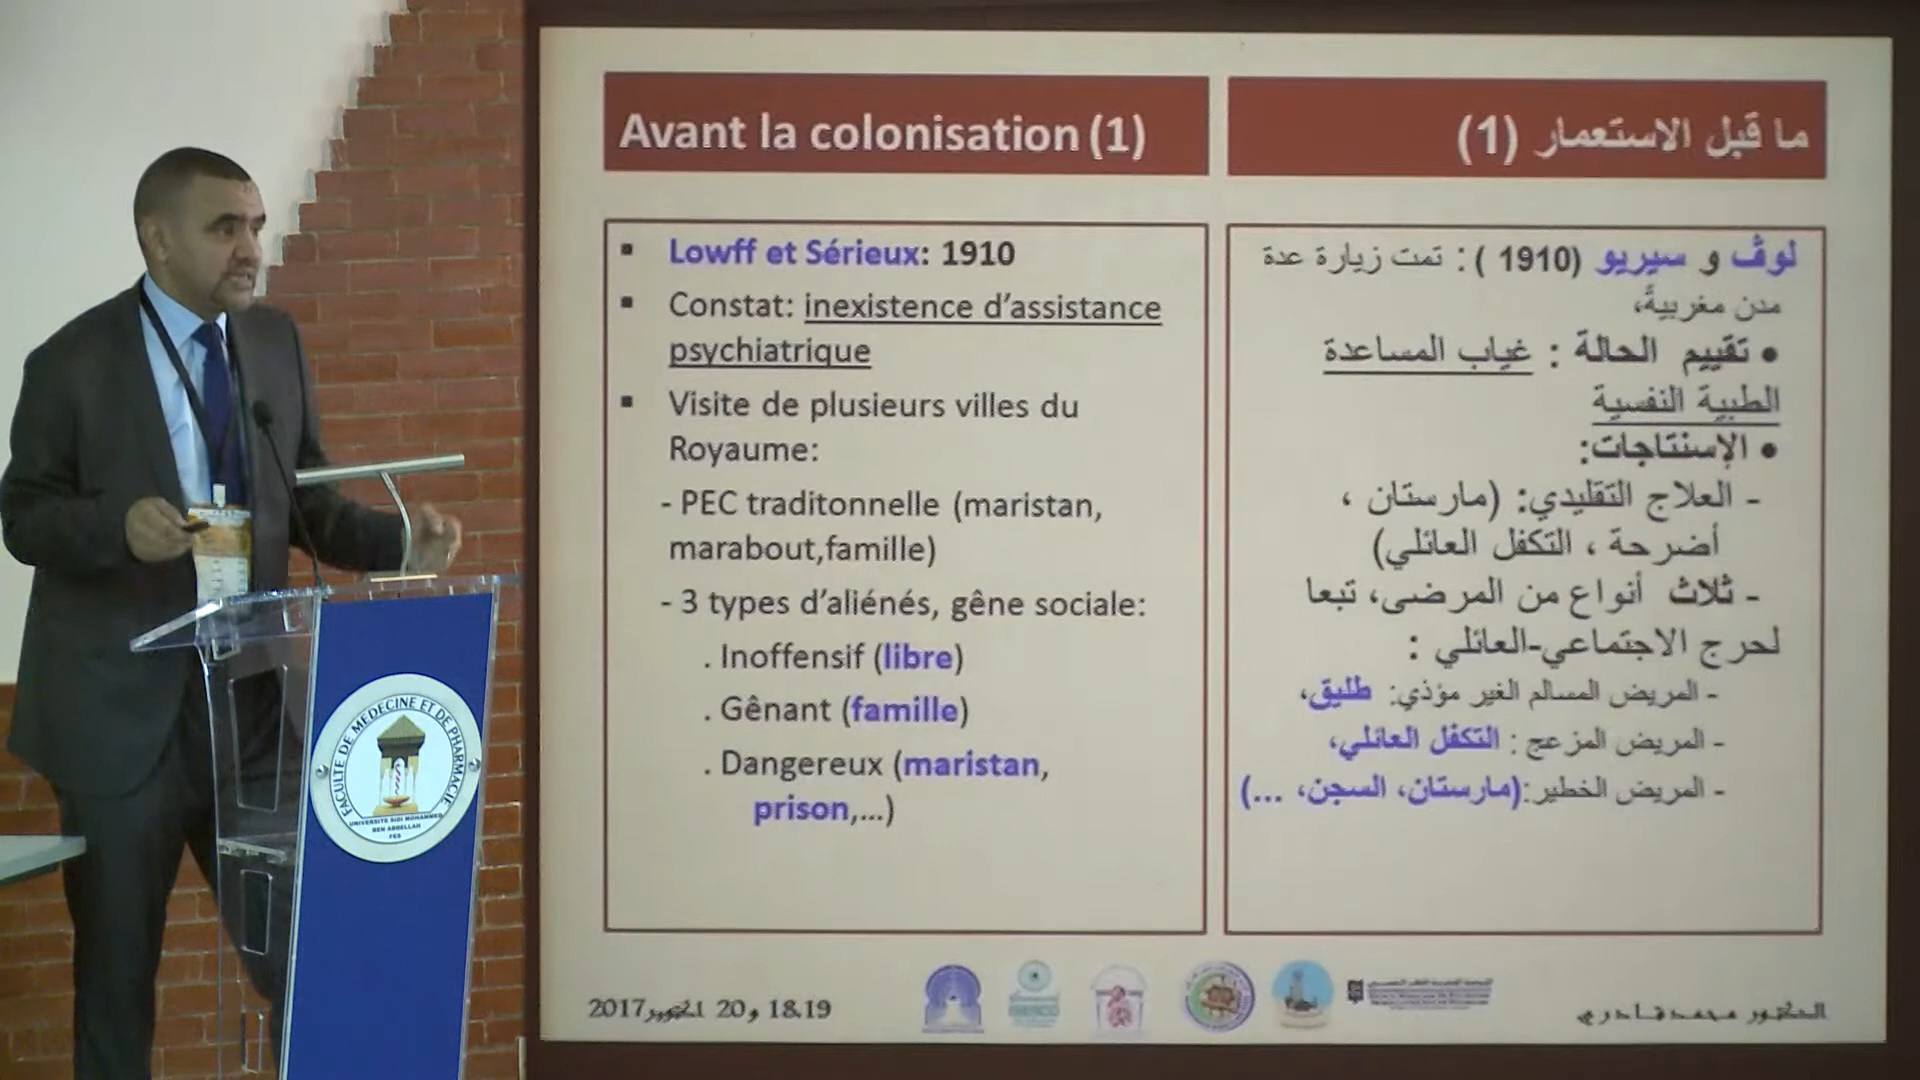 Avant la colonisation (1)
▪ Lowff et Sérieux: 1910
▪ Constat: inexistence d'assistance
psychiatrique
▪ Visite de plusieurs villes du
Royaume:
- PEC traditonnelle (maristan,
marabout,famille)
- 3 types d'aliénés, gêne sociale:
. Inoffensif (libre)
. Gênant (famille)
. Dangereux (maristan,
prison,...)
ما قبل الاستعمار (1)
لوڤ و سيريو (1910 ) : تمت زيارة عدة
مدن مغربية،
• تقييم الحالة : غياب المساعدة
الطبية النفسية
• الإستنتاجات:
- العلاج التقليدي: (مارستان ،
أضرحة ، التكفل العائلي)
- ثلاث أنواع من المرضى، تبعا
لحرج الاجتماعي-العائلي :
- المريض المسالم الغير مؤذي: طليق،
- المريض المزعج : التكفل العائلي،
- المريض الخطير:(مارستان، السجن، ...)
18،19 و 20 أكتوبر 2017
الدكتور محمد قادري
FACULTE DE MEDECINE ET DE PHARMACIE
UNIVERSITE SIDI MOHAMMED
BEN ABDELLAH
FES